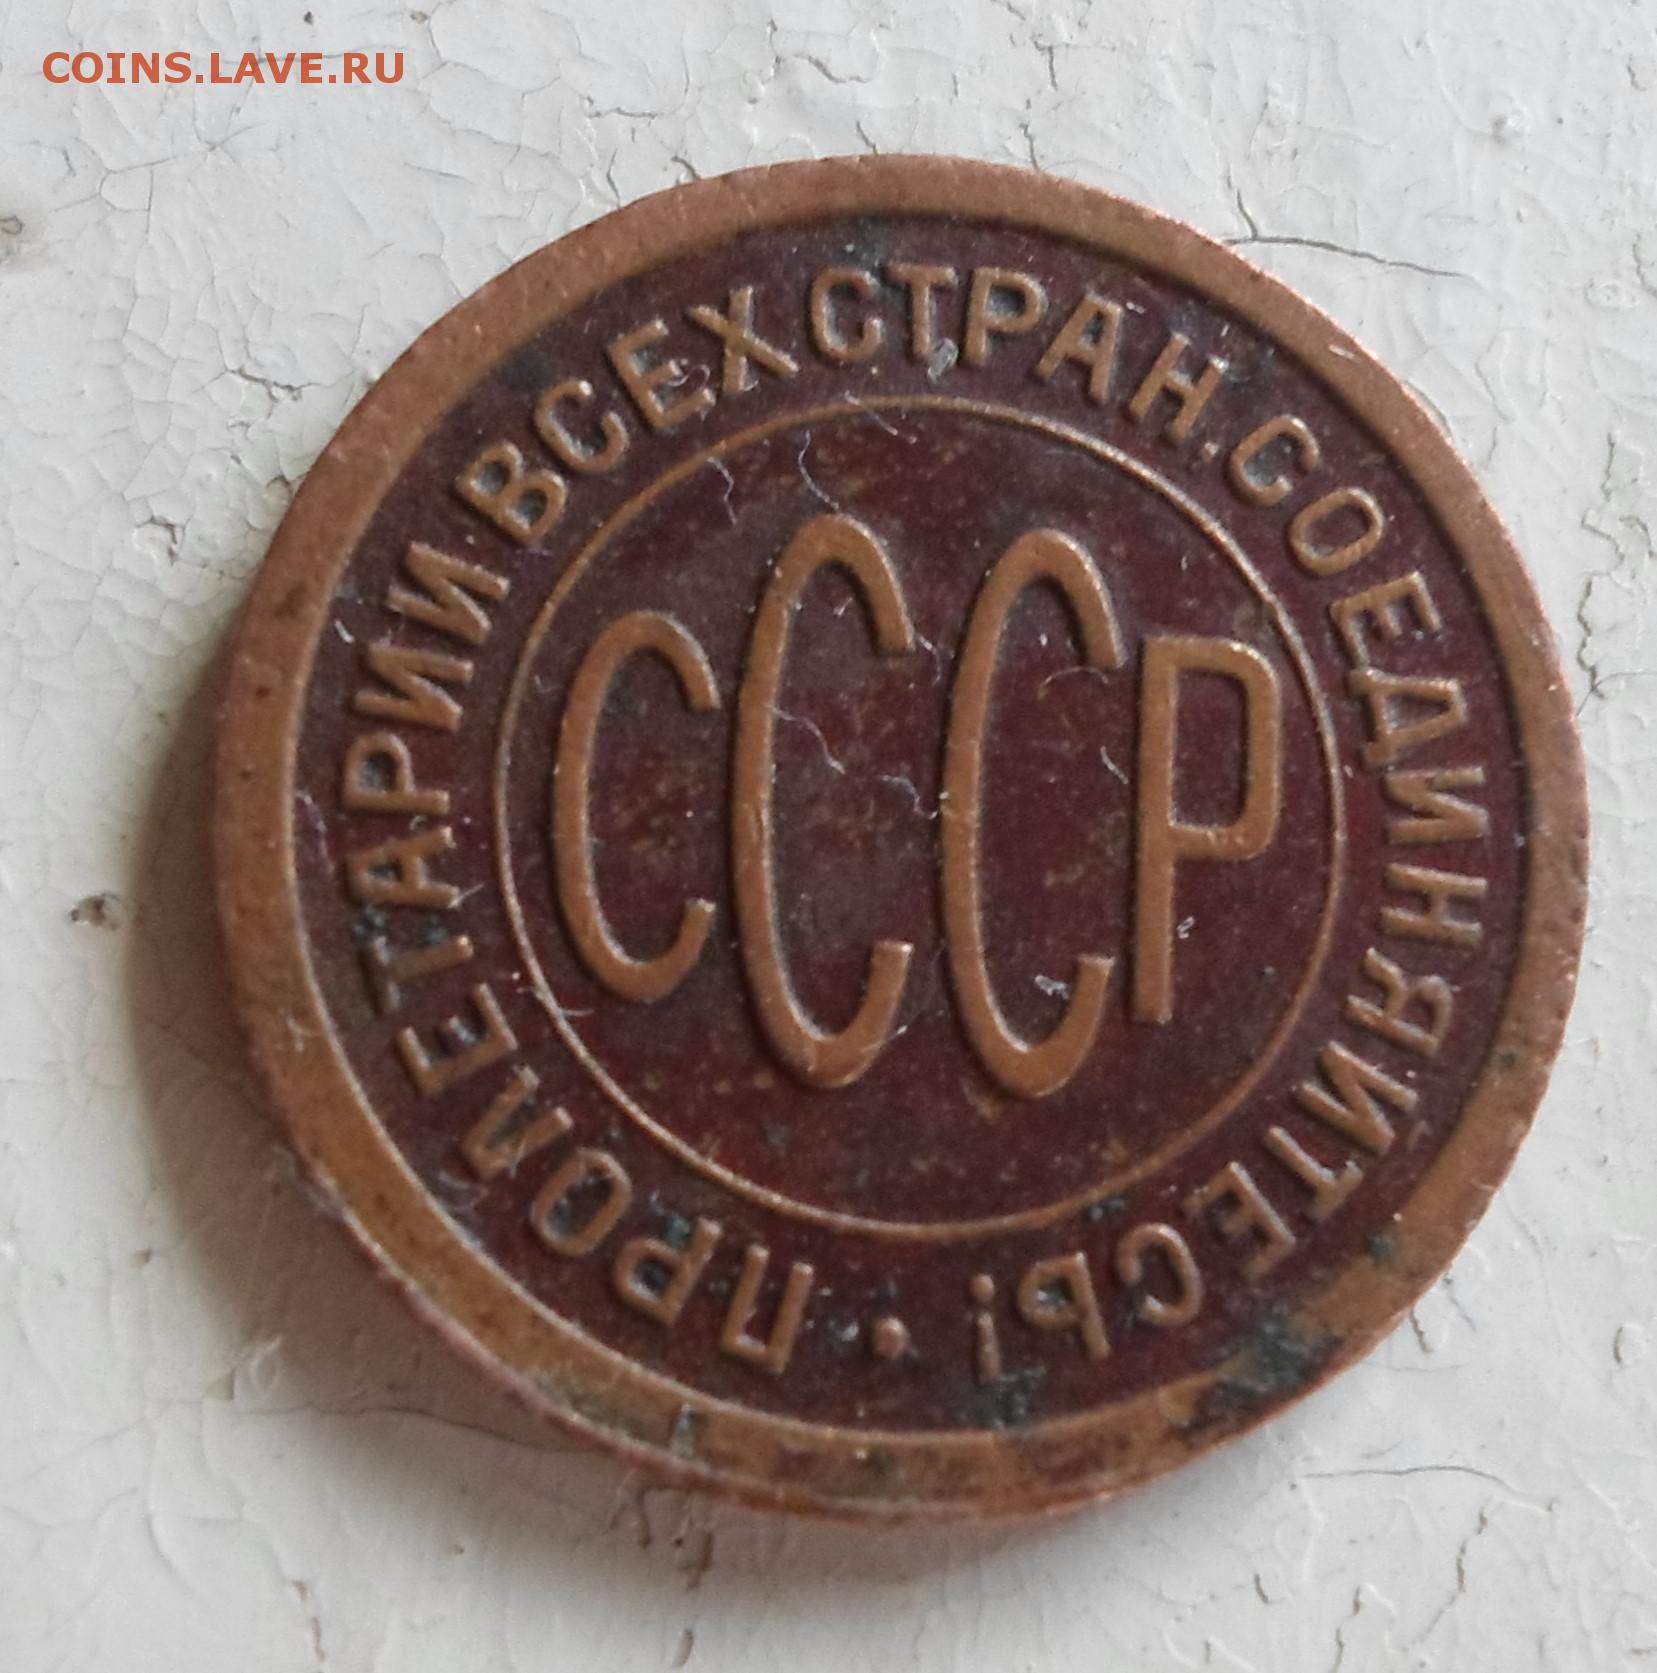 COINS.LAVE.RU
ПРОЛЕТАРИИ ВСЕХ СТРАН, СОЕДИНЯЙТЕСЬ! •
СССР